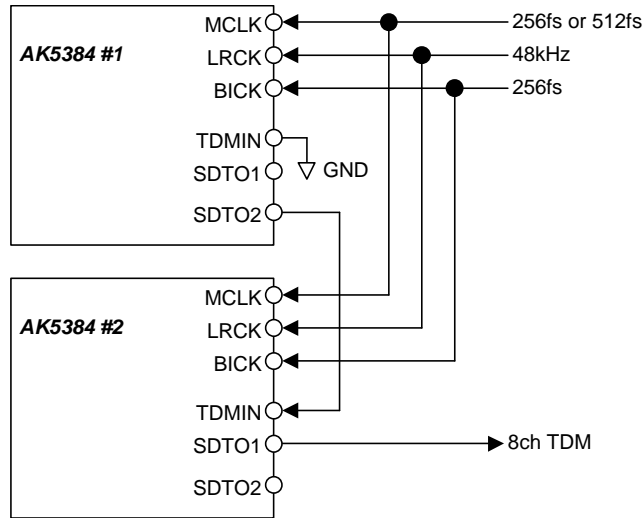 MCLK 256fs or 512fs
AK5384 #1 LRCK 48kHz
BICK 256fs
TDMIN
SDTO1 GND
SDTO2
MCLK
AK5384 #2 LRCK
BICK
TDMIN
SDTO1 8ch TDM
SDTO2